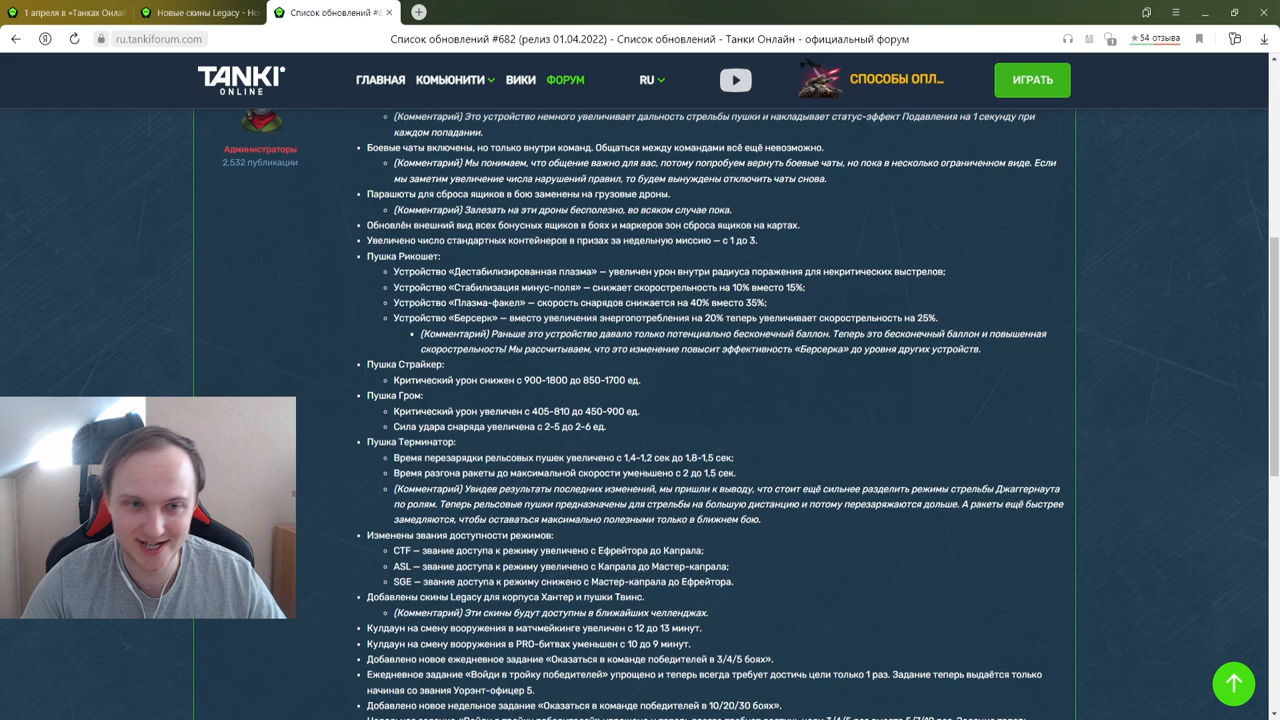 1 апреля в «Танках Онлай
Новые скины Legacy - Но
Список обновлений #6
ru.tankiforum.com
Список обновлений #682 (релиз 01.04.2022) - Список обновлений - Танки Онлайн - официальный форум
54 отзыва
TANKI
ONLINE
ГЛАВНАЯ КОМЬЮНИТИ ВИКИ ФОРУМ RU СПОСОБЫ ОПЛ... ИГРАТЬ
Администраторы
2,532 публикации
(Комментарий) Это устройство немного увеличивает дальность стрельбы пушки и накладывает статус-эффект Подавления на 1 секунду при
каждом попадании.
Боевые чаты включены, но только внутри команд. Общаться между командами всё ещё невозможно.
(Комментарий) Мы понимаем, что общение важно для вас, потому попробуем вернуть боевые чаты, но пока в несколько ограниченном виде. Если
мы заметим увеличение числа нарушений правил, то будем вынуждены отключить чаты снова.
Парашюты для сброса ящиков в бою заменены на грузовые дроны.
(Комментарий) Залезать на эти дроны бесполезно, во всяком случае пока.
Обновлён внешний вид всех бонусных ящиков в боях и маркеров зон сброса ящиков на картах.
Увеличено число стандартных контейнеров в призах за недельную миссию — с 1 до 3.
Пушка Рикошет:
Устройство «Дестабилизированная плазма» — увеличен урон внутри радиуса поражения для некритических выстрелов;
Устройство «Стабилизация минус-поля» — снижает скорострельность на 10% вместо 15%;
Устройство «Плазма-факел» — скорость снарядов снижается на 40% вместо 35%;
Устройство «Берсерк» — вместо увеличения энергопотребления на 20% теперь увеличивает скорострельность на 25%.
(Комментарий) Раньше это устройство давало только потенциально бесконечный баллон. Теперь это бесконечный баллон и повышенная
скорострельность! Мы рассчитываем, что это изменение повысит эффективность «Берсерка» до уровня других устройств.
Пушка Страйкер:
Критический урон снижен с 900-1800 до 850-1700 ед.
Пушка Гром:
Критический урон увеличен с 405-810 до 450-900 ед.
Сила удара снаряда увеличена с 2-5 до 2-6 ед.
Пушка Терминатор:
Время перезарядки рельсовых пушек увеличено с 1,4-1,2 сек до 1,8-1,5 сек;
Время разгона ракеты до максимальной скорости уменьшено с 2 до 1,5 сек.
(Комментарий) Увидев результаты последних изменений, мы пришли к выводу, что стоит ещё сильнее разделить режимы стрельбы Джаггернаута
по ролям. Теперь рельсовые пушки предназначены для стрельбы на большую дистанцию и потому перезаряжаются дольше. А ракеты ещё быстрее
замедляются, чтобы оставаться максимально полезными только в ближнем бою.
Изменены звания доступности режимов:
CTF — звание доступа к режиму увеличено с Ефрейтора до Капрала;
ASL — звание доступа к режиму увеличено с Капрала до Мастер-капрала;
SGE — звание доступа к режиму снижено с Мастер-капрала до Ефрейтора.
Добавлены скины Legacy для корпуса Хантер и пушки Твинс.
(Комментарий) Эти скины будут доступны в ближайших челленджах.
Кулдаун на смену вооружения в матчмейкинге увеличен с 12 до 13 минут.
Кулдаун на смену вооружения в PRO-битвах уменьшен с 10 до 9 минут.
Добавлено новое ежедневное задание «Оказаться в команде победителей в 3/4/5 боях».
Ежедневное задание «Войди в тройку победителей» упрощено и теперь всегда требует достичь цели только 1 раз. Задание теперь выдаётся только
начиная со звания Уорэнт-офицер 5.
Добавлено новое недельное задание «Оказаться в команде победителей в 10/20/30 боях».